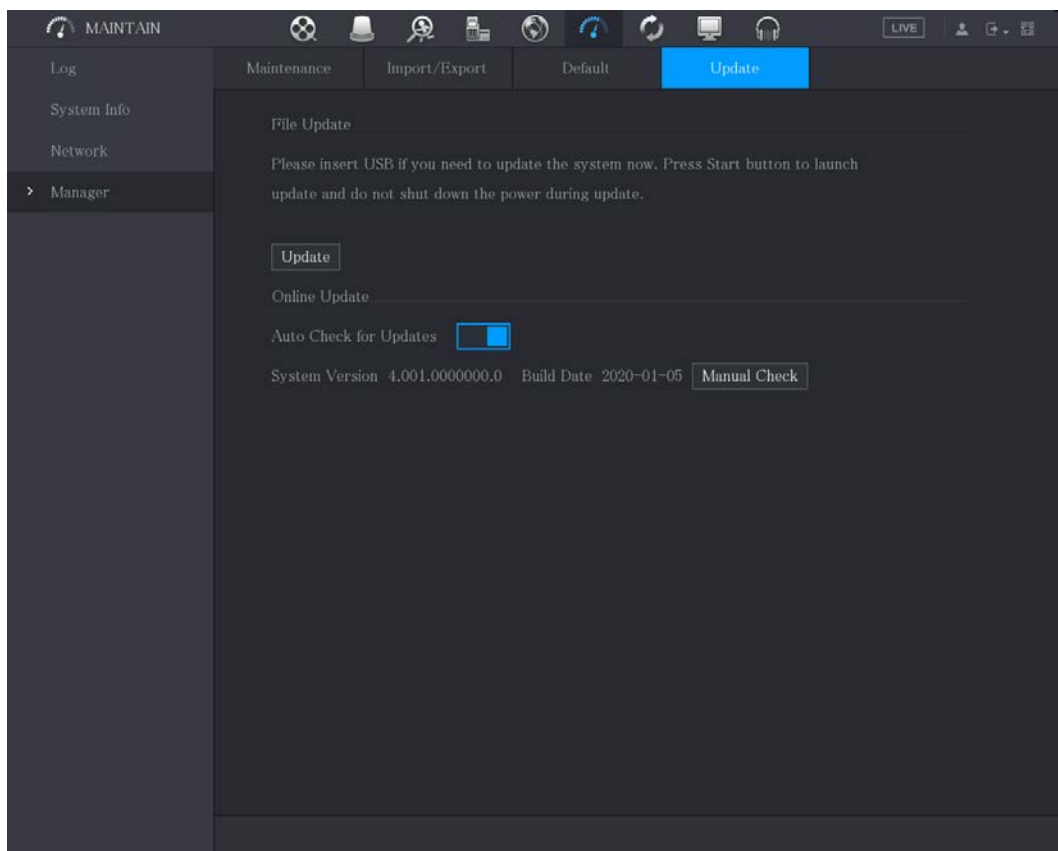 MAINTAIN
LIVE
Log
System Info
Network
Manager
Maintenance Import/Export Default Update
File Update
Please insert USB if you need to update the system now. Press Start button to launch
update and do not shut down the power during update.
Update
Online Update
Auto Check for Updates
System Version 4.001.0000000.0 Build Date 2020-01-05 Manual Check